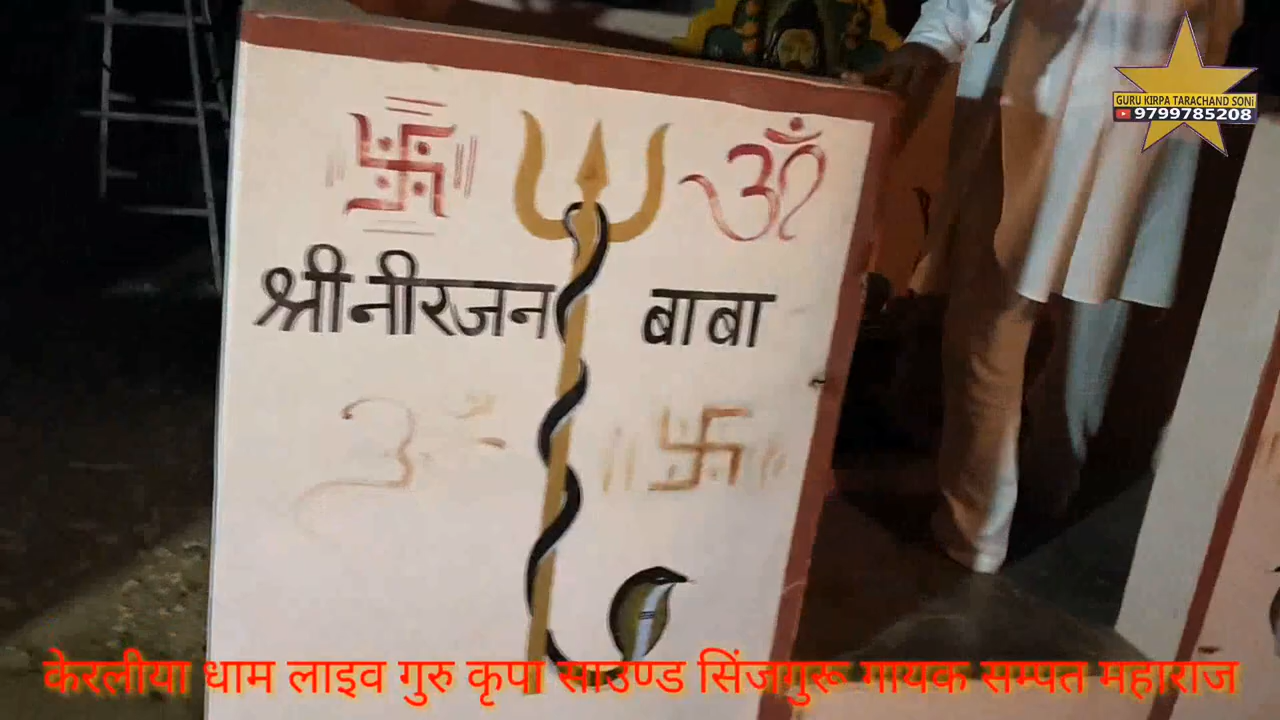 GURU KIRPA TARACHAND SONI
9799785208
ॐ
श्री नीरजन बाबा
ॐ
केरलीया धाम लाइव गुरु कृपा साउण्ड सिंजगुरू गायक सम्पत महाराज